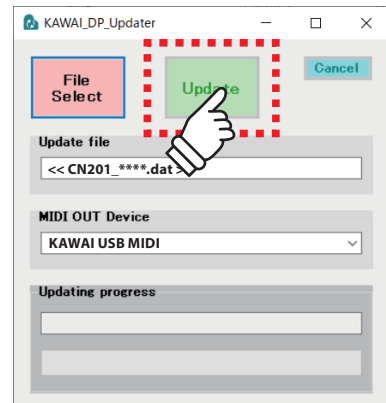 KAWAI_DP_Updater
File
Select
Update
Cancel
Update file
<< CN201_****.dat >>
MIDI OUT Device
KAWAI USB MIDI
Updating progress